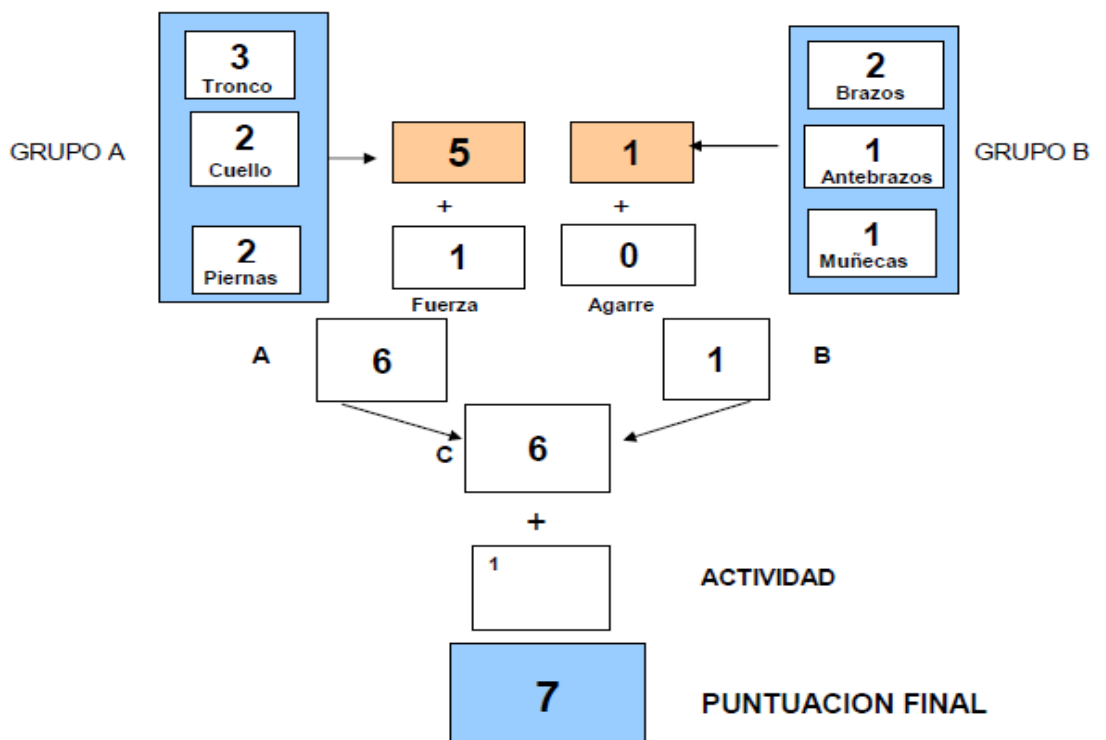 3
Tronco
2
Cuello
2
Piernas
GRUPO A
5
+
1
Fuerza
1
+
0
Agarre
2
Brazos
1
Antebrazos
1
Muñecas
GRUPO B
A
6
1
B
C
6
+
1
ACTIVIDAD
7
PUNTUACION FINAL